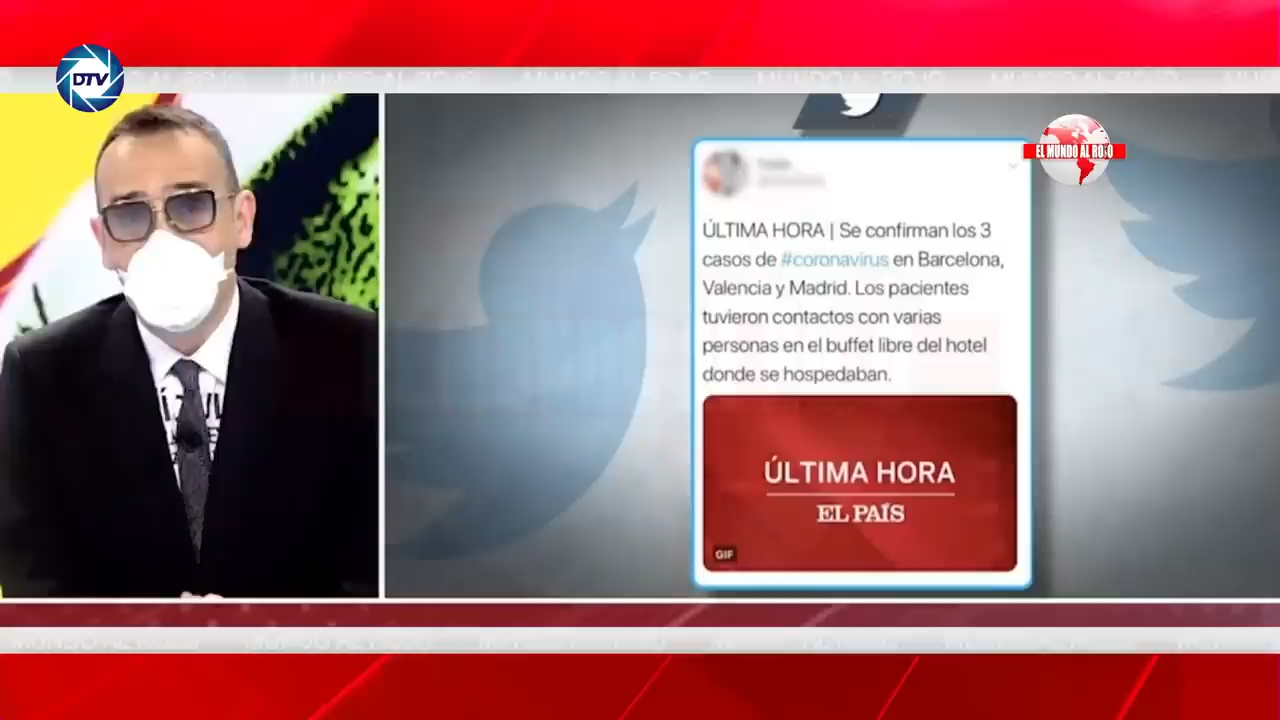 DTV
EL MUNDO AL ROJO
ÚLTIMA HORA | Se confirman los 3
casos de #coronavirus en Barcelona,
Valencia y Madrid. Los pacientes
tuvieron contactos con varias
personas en el buffet libre del hotel
donde se hospedaban.
ÚLTIMA HORA
EL PAÍS
GIF